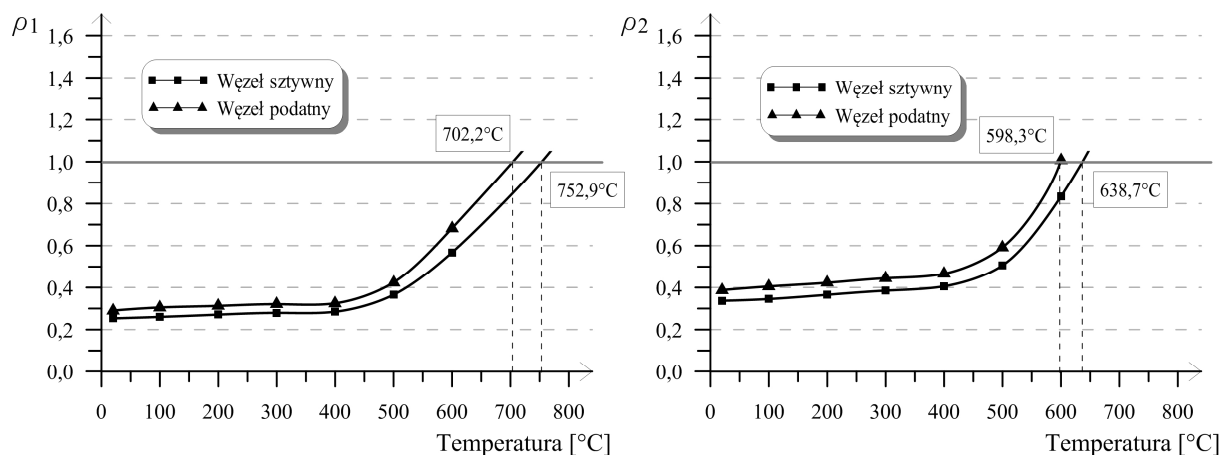 ρ1
1,6
1,4
1,2
1,0
0,8
0,6
0,4
0,2
0,0
Węzeł sztywny
Węzeł podatny
702,2°C
752,9°C
0 100 200 300 400 500 600 700 800
Temperatura [°C]
ρ2
1,6
1,4
1,2
1,0
0,8
0,6
0,4
0,2
0,0
Węzeł sztywny
Węzeł podatny
598,3°C
638,7°C
0 100 200 300 400 500 600 700 800
Temperatura [°C]